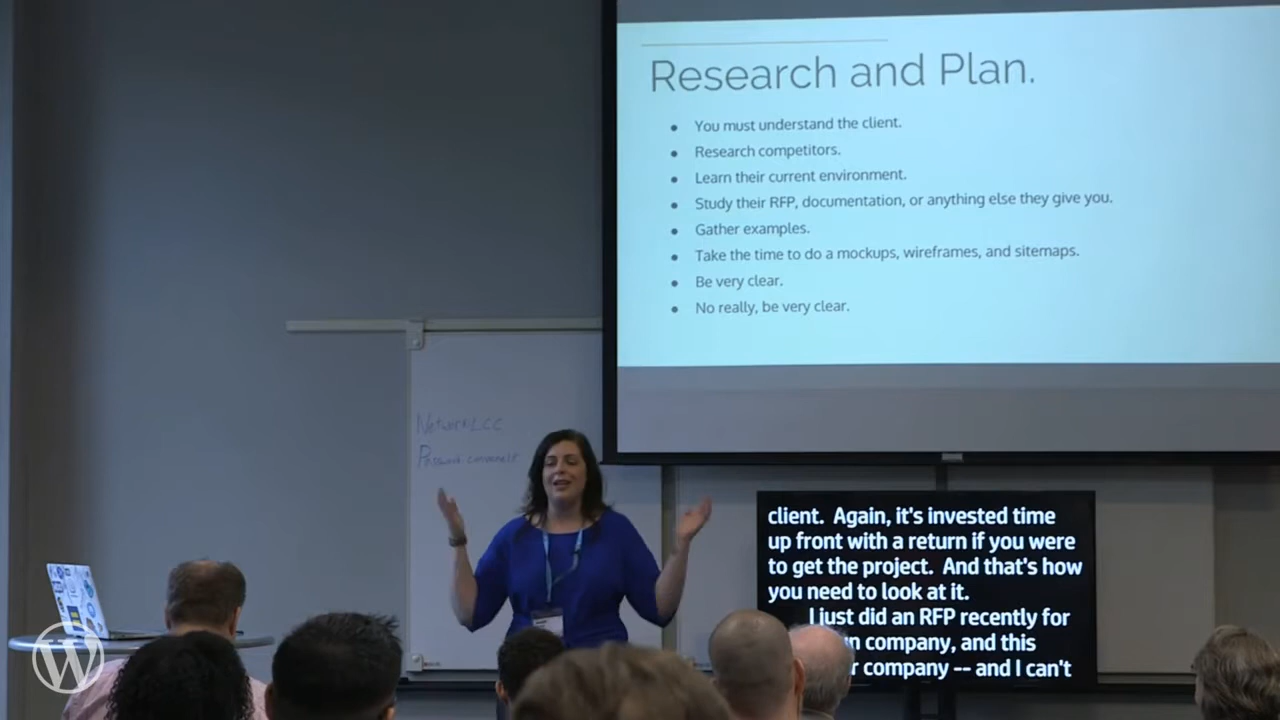 Research and Plan.
You must understand the client.
Research competitors.
Learn their current environment.
Study their RFP, documentation, or anything else they give you.
Gather examples.
Take the time to do a mockups, wireframes, and sitemaps.
Be very clear.
No really, be very clear.
Network LCC
client. Again, it's invested time
up front with a return if you were
to get the project. And that's how
you need to look at it.
I just did an RFP recently for
company, and this
company -- and I can't